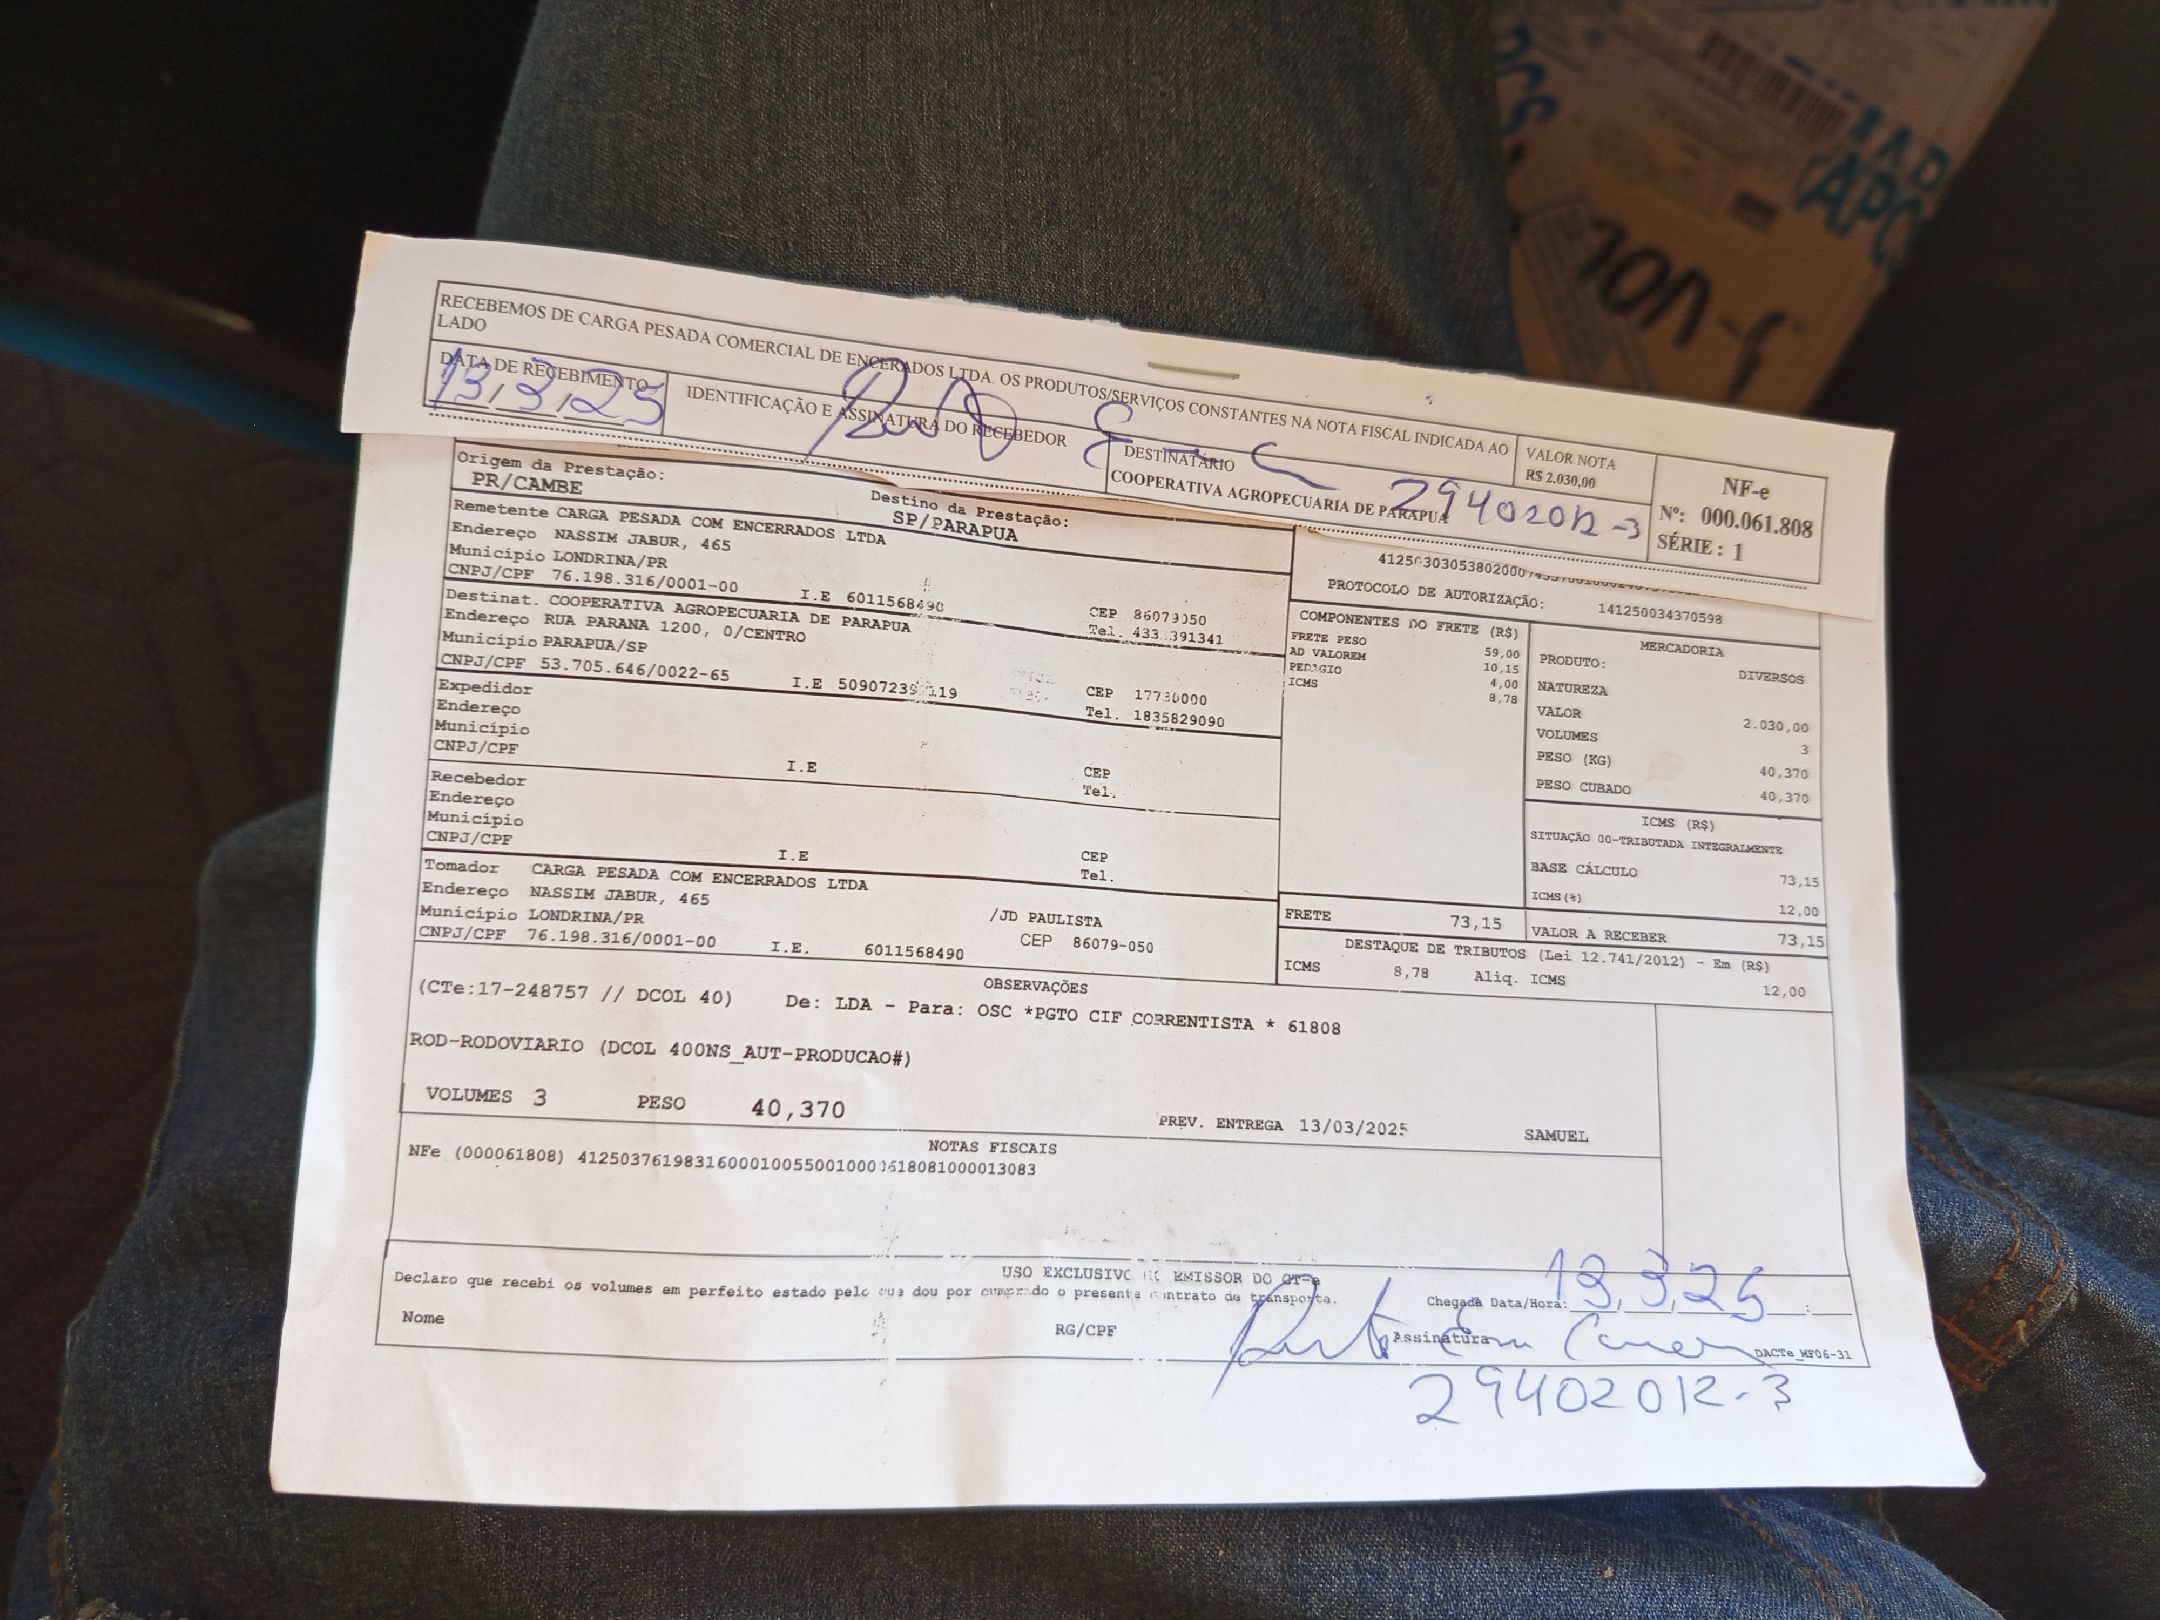 RECEBEMOS DE CARGA PESADA COMERCIAL DE ENCERADOS LTDA. OS PRODUTOS/SERVIÇOS CONSTANTES NA NOTA FISCAL INDICADA AO
LADO
DATA DE RECEBIMENTO
13/3/25
IDENTIFICAÇÃO E ASSINATURA DO RECEBEDOR
DESTINATÁRIO
COOPERATIVA AGROPECUARIA DE PARAPUA
29402012-3
VALOR NOTA
R$ 2.030,00
NF-e
Nº: 000.061.808
SÉRIE : 1
Origem da Prestação:
PR/CAMBE
Destino da Prestação:
SP/PARAPUA
Remetente CARGA PESADA COM ENCERRADOS LTDA
Endereço NASSIM JABUR, 465
Município LONDRINA/PR
CNPJ/CPF 76.198.316/0001-00 I.E 6011568490
CEP 86079050
Tel.
Destinat. COOPERATIVA AGROPECUARIA DE PARAPUA
Endereço RUA PARANA 1200, 0/CENTRO
Município PARAPUA/SP
CNPJ/CPF 53.705.646/0022-65 I.E
CEP 17730000
Tel. 1835829090
Expedidor
Endereço
Município
CNPJ/CPF
I.E
CEP
Tel.
Recebedor
Endereço
Município
CNPJ/CPF
I.E
CEP
Tel.
Tomador CARGA PESADA COM ENCERRADOS LTDA
Endereço NASSIM JABUR, 465
/JD PAULISTA
Município LONDRINA/PR
CEP 86079-050
CNPJ/CPF 76.198.316/0001-00 I.E. 6011568490
PROTOCOLO DE AUTORIZAÇÃO: 141250034370598
COMPONENTES DO FRETE (R$)
FRETE PESO 59,00
AD VALOREM 10,15
PEDAGIO 4,00
ICMS 8,78
MERCADORIA
PRODUTO: DIVERSOS
NATUREZA
VALOR 2.030,00
VOLUMES 3
PESO (KG) 40,370
PESO CUBADO 40,370
ICMS (R$)
SITUAÇÃO 00-TRIBUTADA INTEGRALMENTE
BASE CÁLCULO 73,15
ICMS(%) 12,00
FRETE 73,15
VALOR A RECEBER 73,15
DESTAQUE DE TRIBUTOS (Lei 12.741/2012) - Em (R$)
ICMS 8,78 Aliq. ICMS 12,00
OBSERVAÇÕES
(CTe:17-248757 // DCOL 40) De: LDA - Para: OSC *PGTO CIF CORRENTISTA * 61808
ROD-RODOVIARIO (DCOL 400NS_AUT-PRODUCAO#)
VOLUMES 3 PESO 40,370
PREV. ENTREGA 13/03/2025 SAMUEL
NOTAS FISCAIS
NFe (000061808) 41250376198316000100550010000618081000013083
USO EXCLUSIVO DO EMISSOR DO CT-e
Declaro que recebi os volumes em perfeito estado pelo que dou por cumprido o presente contrato de transporte.
Chegada Data/Hora: 13/3/25 :
Nome
RG/CPF
Assinatura
DACTe_MF06-31
29402012-3
VOL